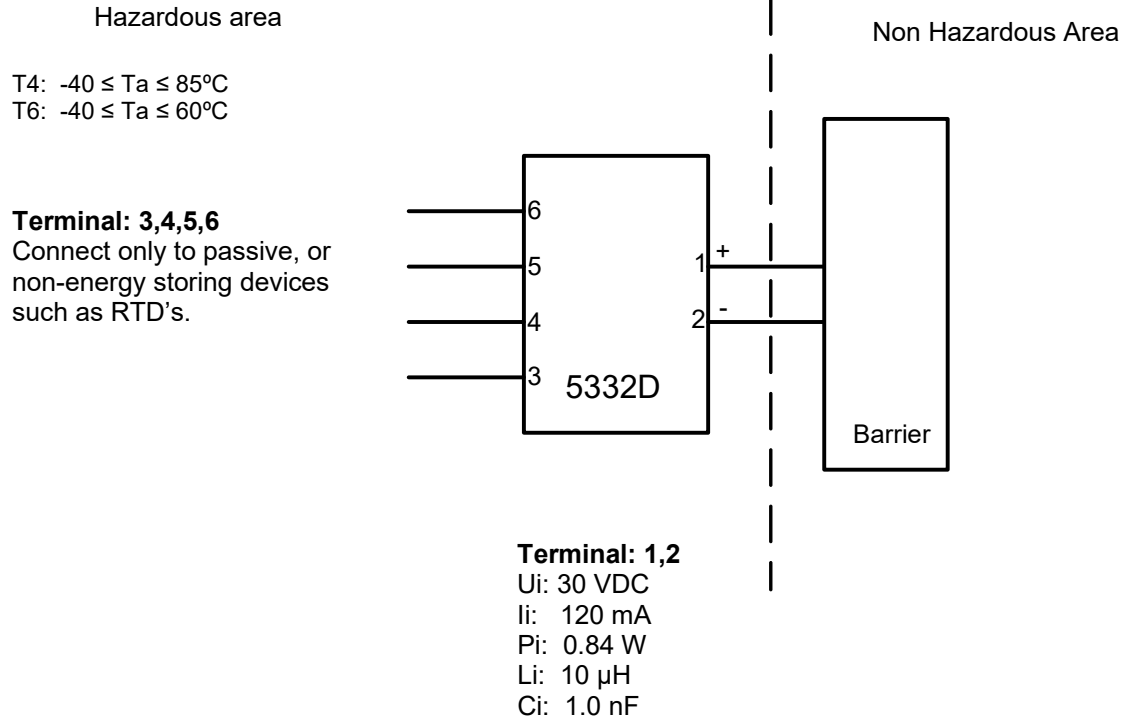 Hazardous area
Non Hazardous Area
T4: -40 ≤ Ta ≤ 85ºC
T6: -40 ≤ Ta ≤ 60ºC
Terminal: 3,4,5,6
Connect only to passive, or
non-energy storing devices
such as RTD's.
6
5
4
3
1 +
2 -
5332D
Barrier
Terminal: 1,2
Ui: 30 VDC
Ii: 120 mA
Pi: 0.84 W
Li: 10 µH
Ci: 1.0 nF